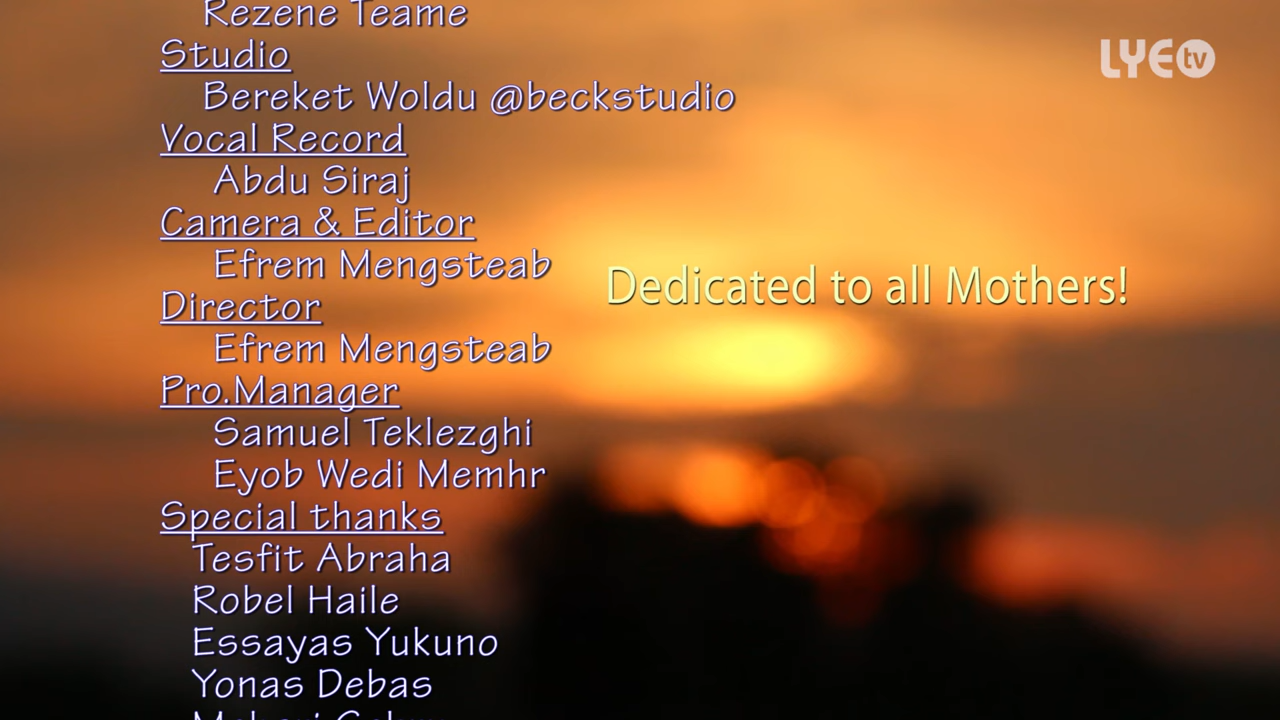 Rezene Teame
Studio
Bereket Woldu @beckstudio
Vocal Record
Abdu Siraj
Camera & Editor
Efrem Mengsteab
Director
Efrem Mengsteab
Pro.Manager
Samuel Teklezghi
Eyob Wedi Memhr
Special thanks
Tesfit Abraha
Robel Haile
Essayas Yukuno
Yonas Debas
Dedicated to all Mothers!
LYE tv